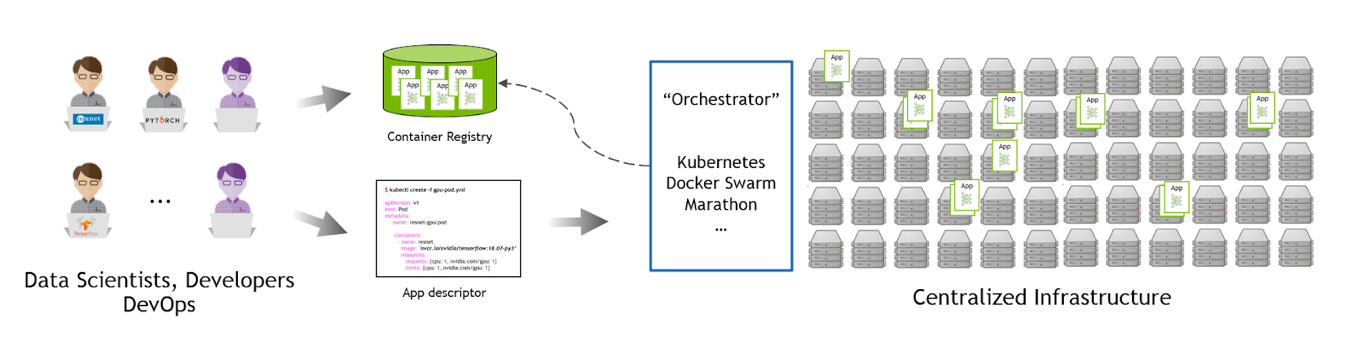 mxnet
PYTORCH
TensorFlow
...
Data Scientists, Developers
DevOps
App App App
App App App
Container Registry
$ kubectl create -f gpu-pod.yml
apiVersion: v1
kind: Pod
metadata:
name: resnet-gpu-pod
containers:
- name: resnet
image: 'nvcr.io/nvidia/tensorflow:18.07-py3'
resources:
requests: {cpu: 1, nvidia.com/gpu: 1}
limits: {cpu: 1, nvidia.com/gpu: 1}
App descriptor
“Orchestrator”
Kubernetes
Docker Swarm
Marathon
...
App
App
App
App
App
App
App
App
Centralized Infrastructure